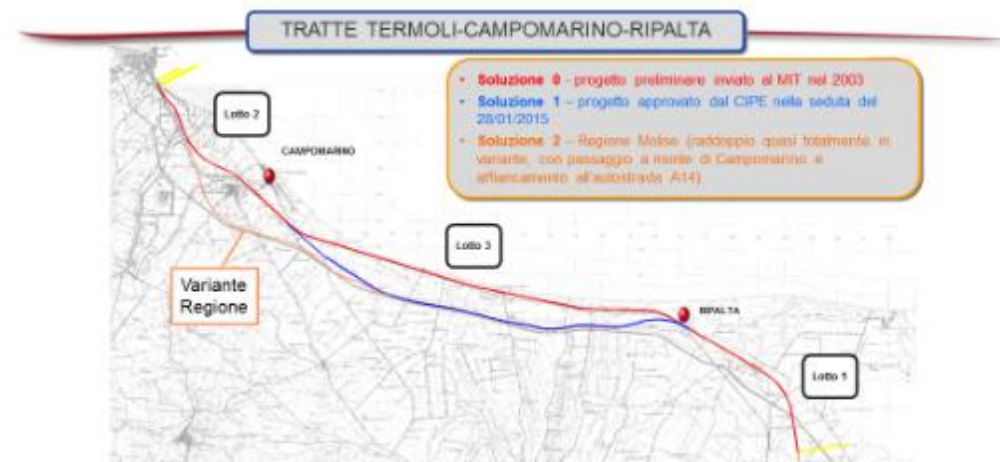 TRATTE TERMOLI-CAMPOMARINO-RIPALTA
• Soluzione 0 - progetto preliminare inviato al MIT nel 2003
• Soluzione 1 - progetto approvato dal CIPE nella seduta del
28/01/2015
• Soluzione 2 - Regione Molise (raddoppio quasi totalmente in
variante, con passaggio a monte di Campomarino e
affiancamento all'autostrada A14)
Lotto 2
CAMPOMARINO
Lotto 3
Variante
Regione
RIPALTA
Lotto 1